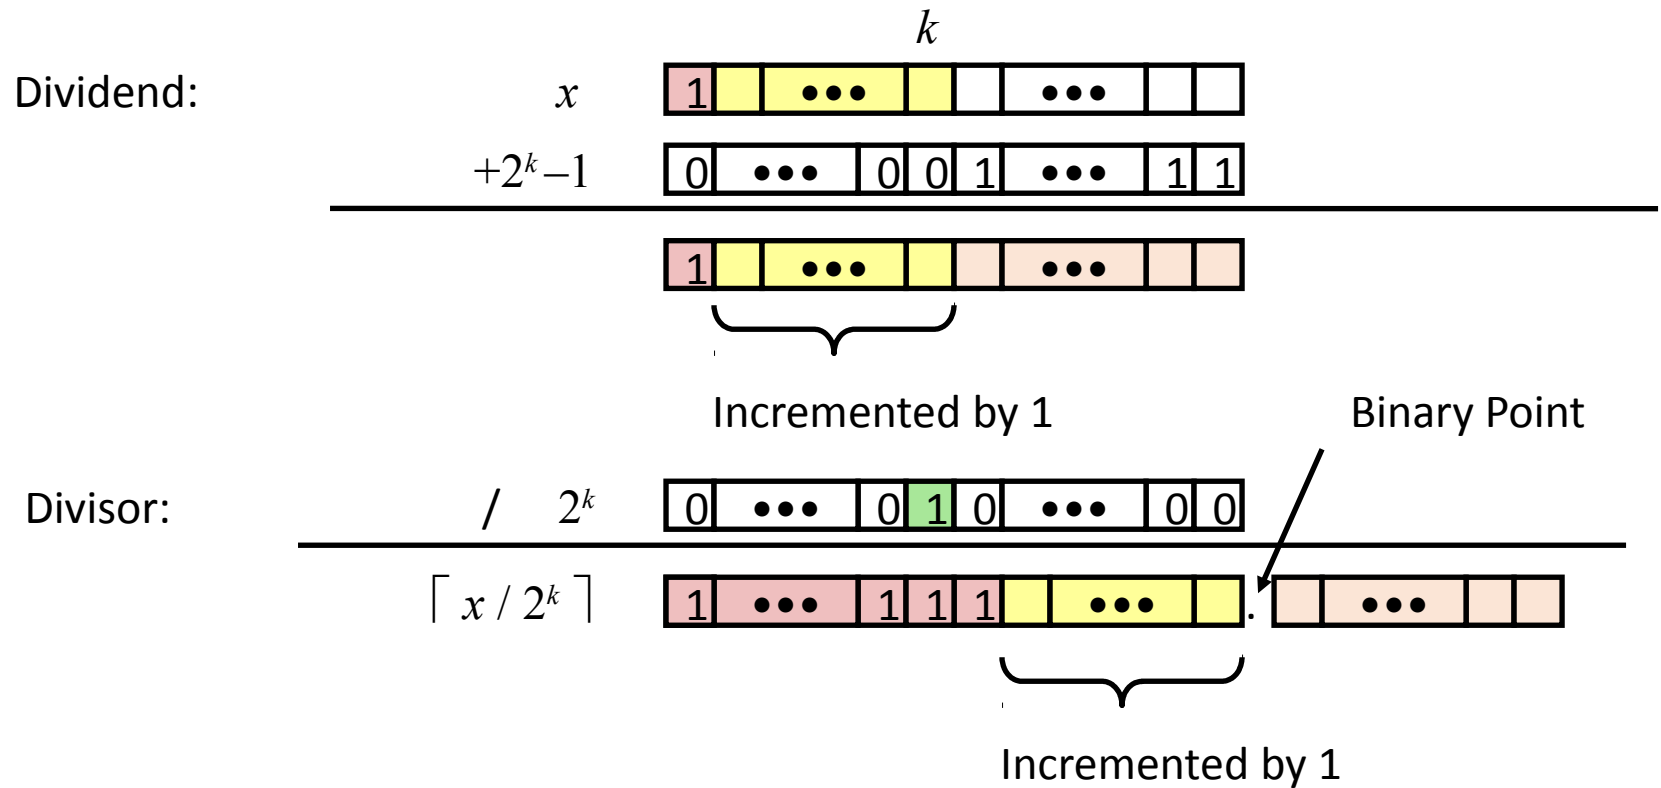 k
Dividend: x 1 ••• •••
+2ᵏ–1 0 ••• 0 0 1 ••• 1 1
1 ••• •••
Incremented by 1 Binary Point
Divisor: / 2ᵏ 0 ••• 0 1 0 ••• 0 0
⌈ x / 2ᵏ ⌉ 1 ••• 1 1 1 ••• . •••
Incremented by 1